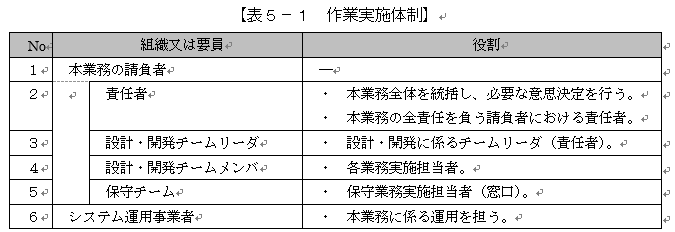 【表5-1 作業実施体制】
No 組織又は要員 役割
1 本業務の請負者 ―
2 責任者 ・ 本業務全体を統括し、必要な意思決定を行う。
・ 本業務の全責任を負う請負者における責任者。
3 設計・開発チームリーダ ・ 設計・開発に係るチームリーダ(責任者)。
4 設計・開発チームメンバ ・ 各業務実施担当者。
5 保守チーム ・ 保守業務実施担当者(窓口)。
6 システム運用事業者 ・ 本業務に係る運用を担う。